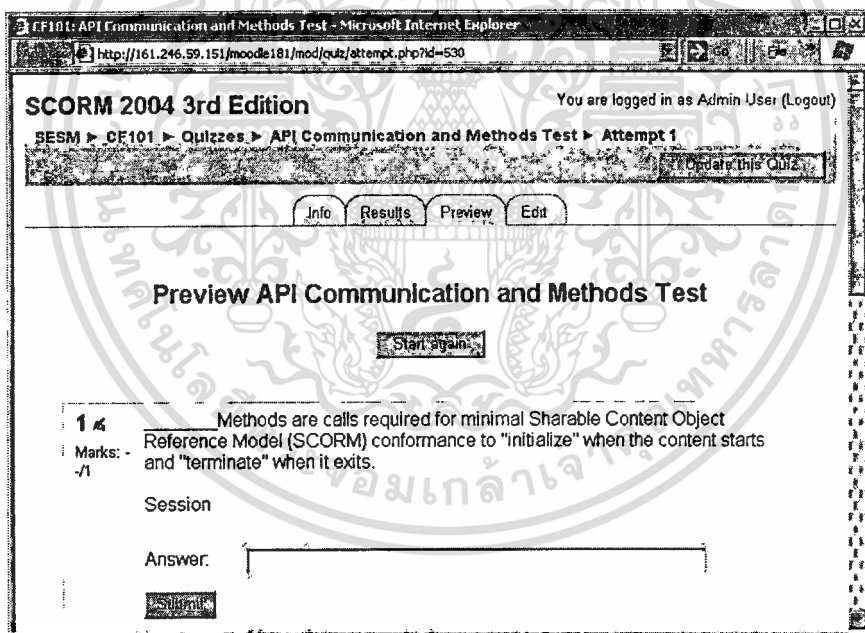 CF101: API Communication and Methods Test - Microsoft Internet Explorer
http://161.246.59.151/moodle181/mod/quiz/attempt.php?id=530
Go
SCORM 2004 3rd Edition
You are logged in as Admin User (Logout)
SESM ► CF101 ► Quizzes ► API Communication and Methods Test ► Attempt 1
Update this Quiz
Info Results Preview Edit
Preview API Communication and Methods Test
Start again
1
Marks: -
-/1
______Methods are calls required for minimal Sharable Content Object
Reference Model (SCORM) conformance to "initialize" when the content starts
and "terminate" when it exits.
Session
Answer:
Submit